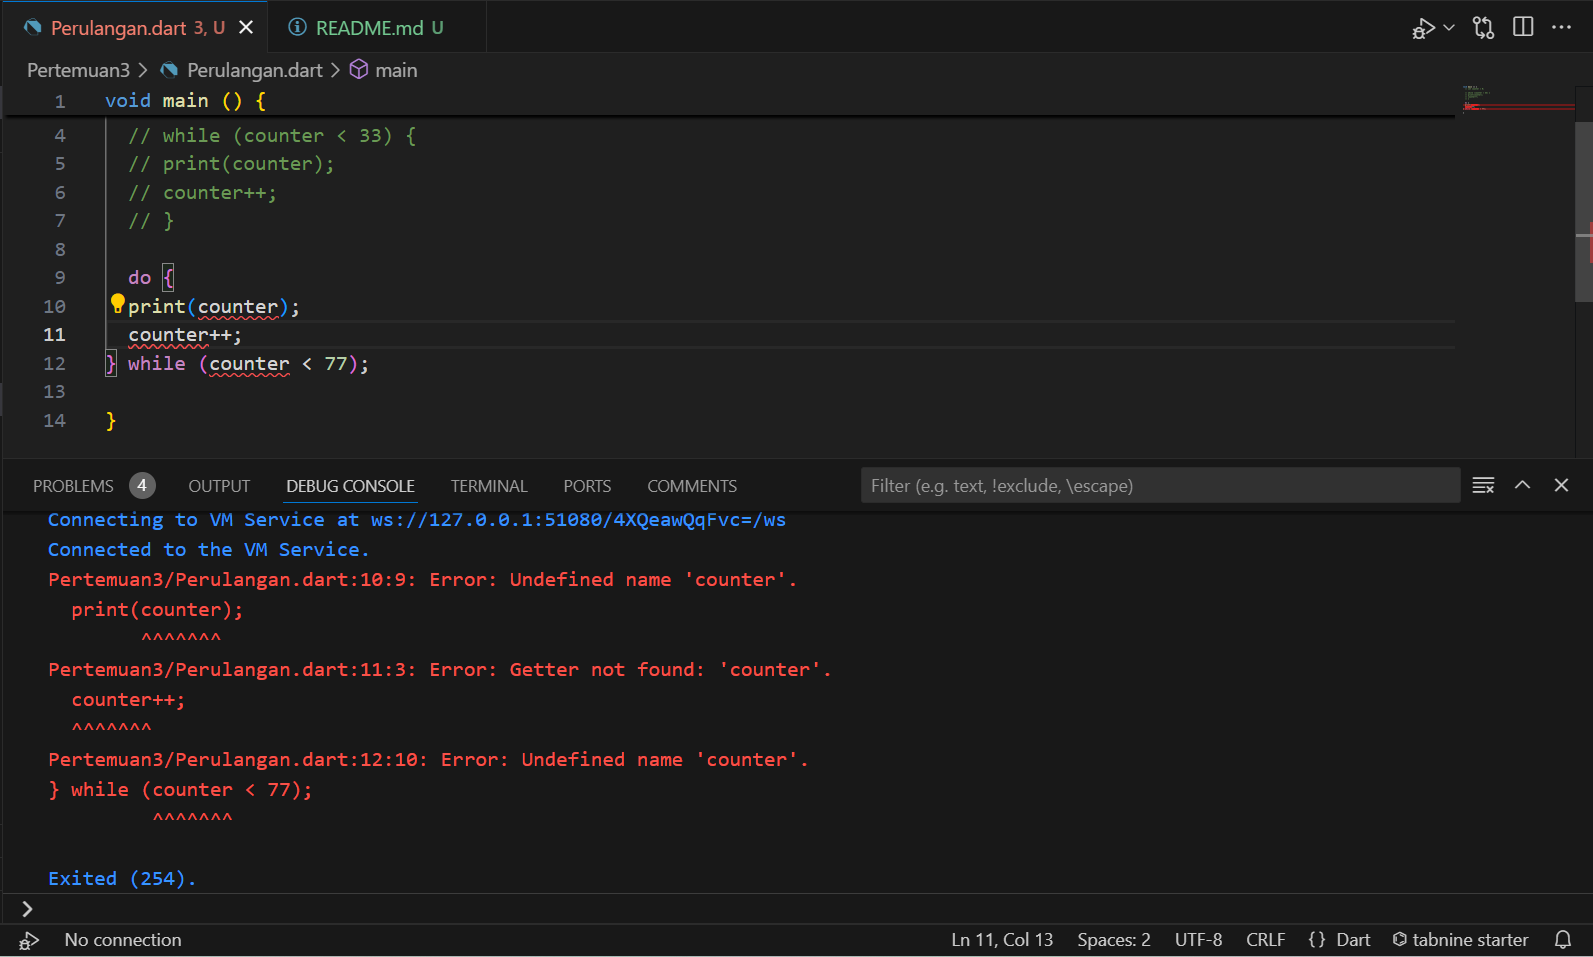 Perulangan.dart 3, U README.md U
Pertemuan3 > Perulangan.dart > main
1 void main () {
4 // while (counter < 33) {
5 // print(counter);
6 // counter++;
7 // }
8
9 do {
10 print(counter);
11 counter++;
12 } while (counter < 77);
13
14 }
PROBLEMS 4 OUTPUT DEBUG CONSOLE TERMINAL PORTS COMMENTS Filter (e.g. text, !exclude, \escape)
Connecting to VM Service at ws://127.0.0.1:51080/4XQeawQqFvc=/ws
Connected to the VM Service.
Pertemuan3/Perulangan.dart:10:9: Error: Undefined name 'counter'.
print(counter);
^^^^^^^
Pertemuan3/Perulangan.dart:11:3: Error: Getter not found: 'counter'.
counter++;
^^^^^^^
Pertemuan3/Perulangan.dart:12:10: Error: Undefined name 'counter'.
} while (counter < 77);
^^^^^^^
Exited (254).
>
No connection Ln 11, Col 13 Spaces: 2 UTF-8 CRLF {} Dart tabnine starter